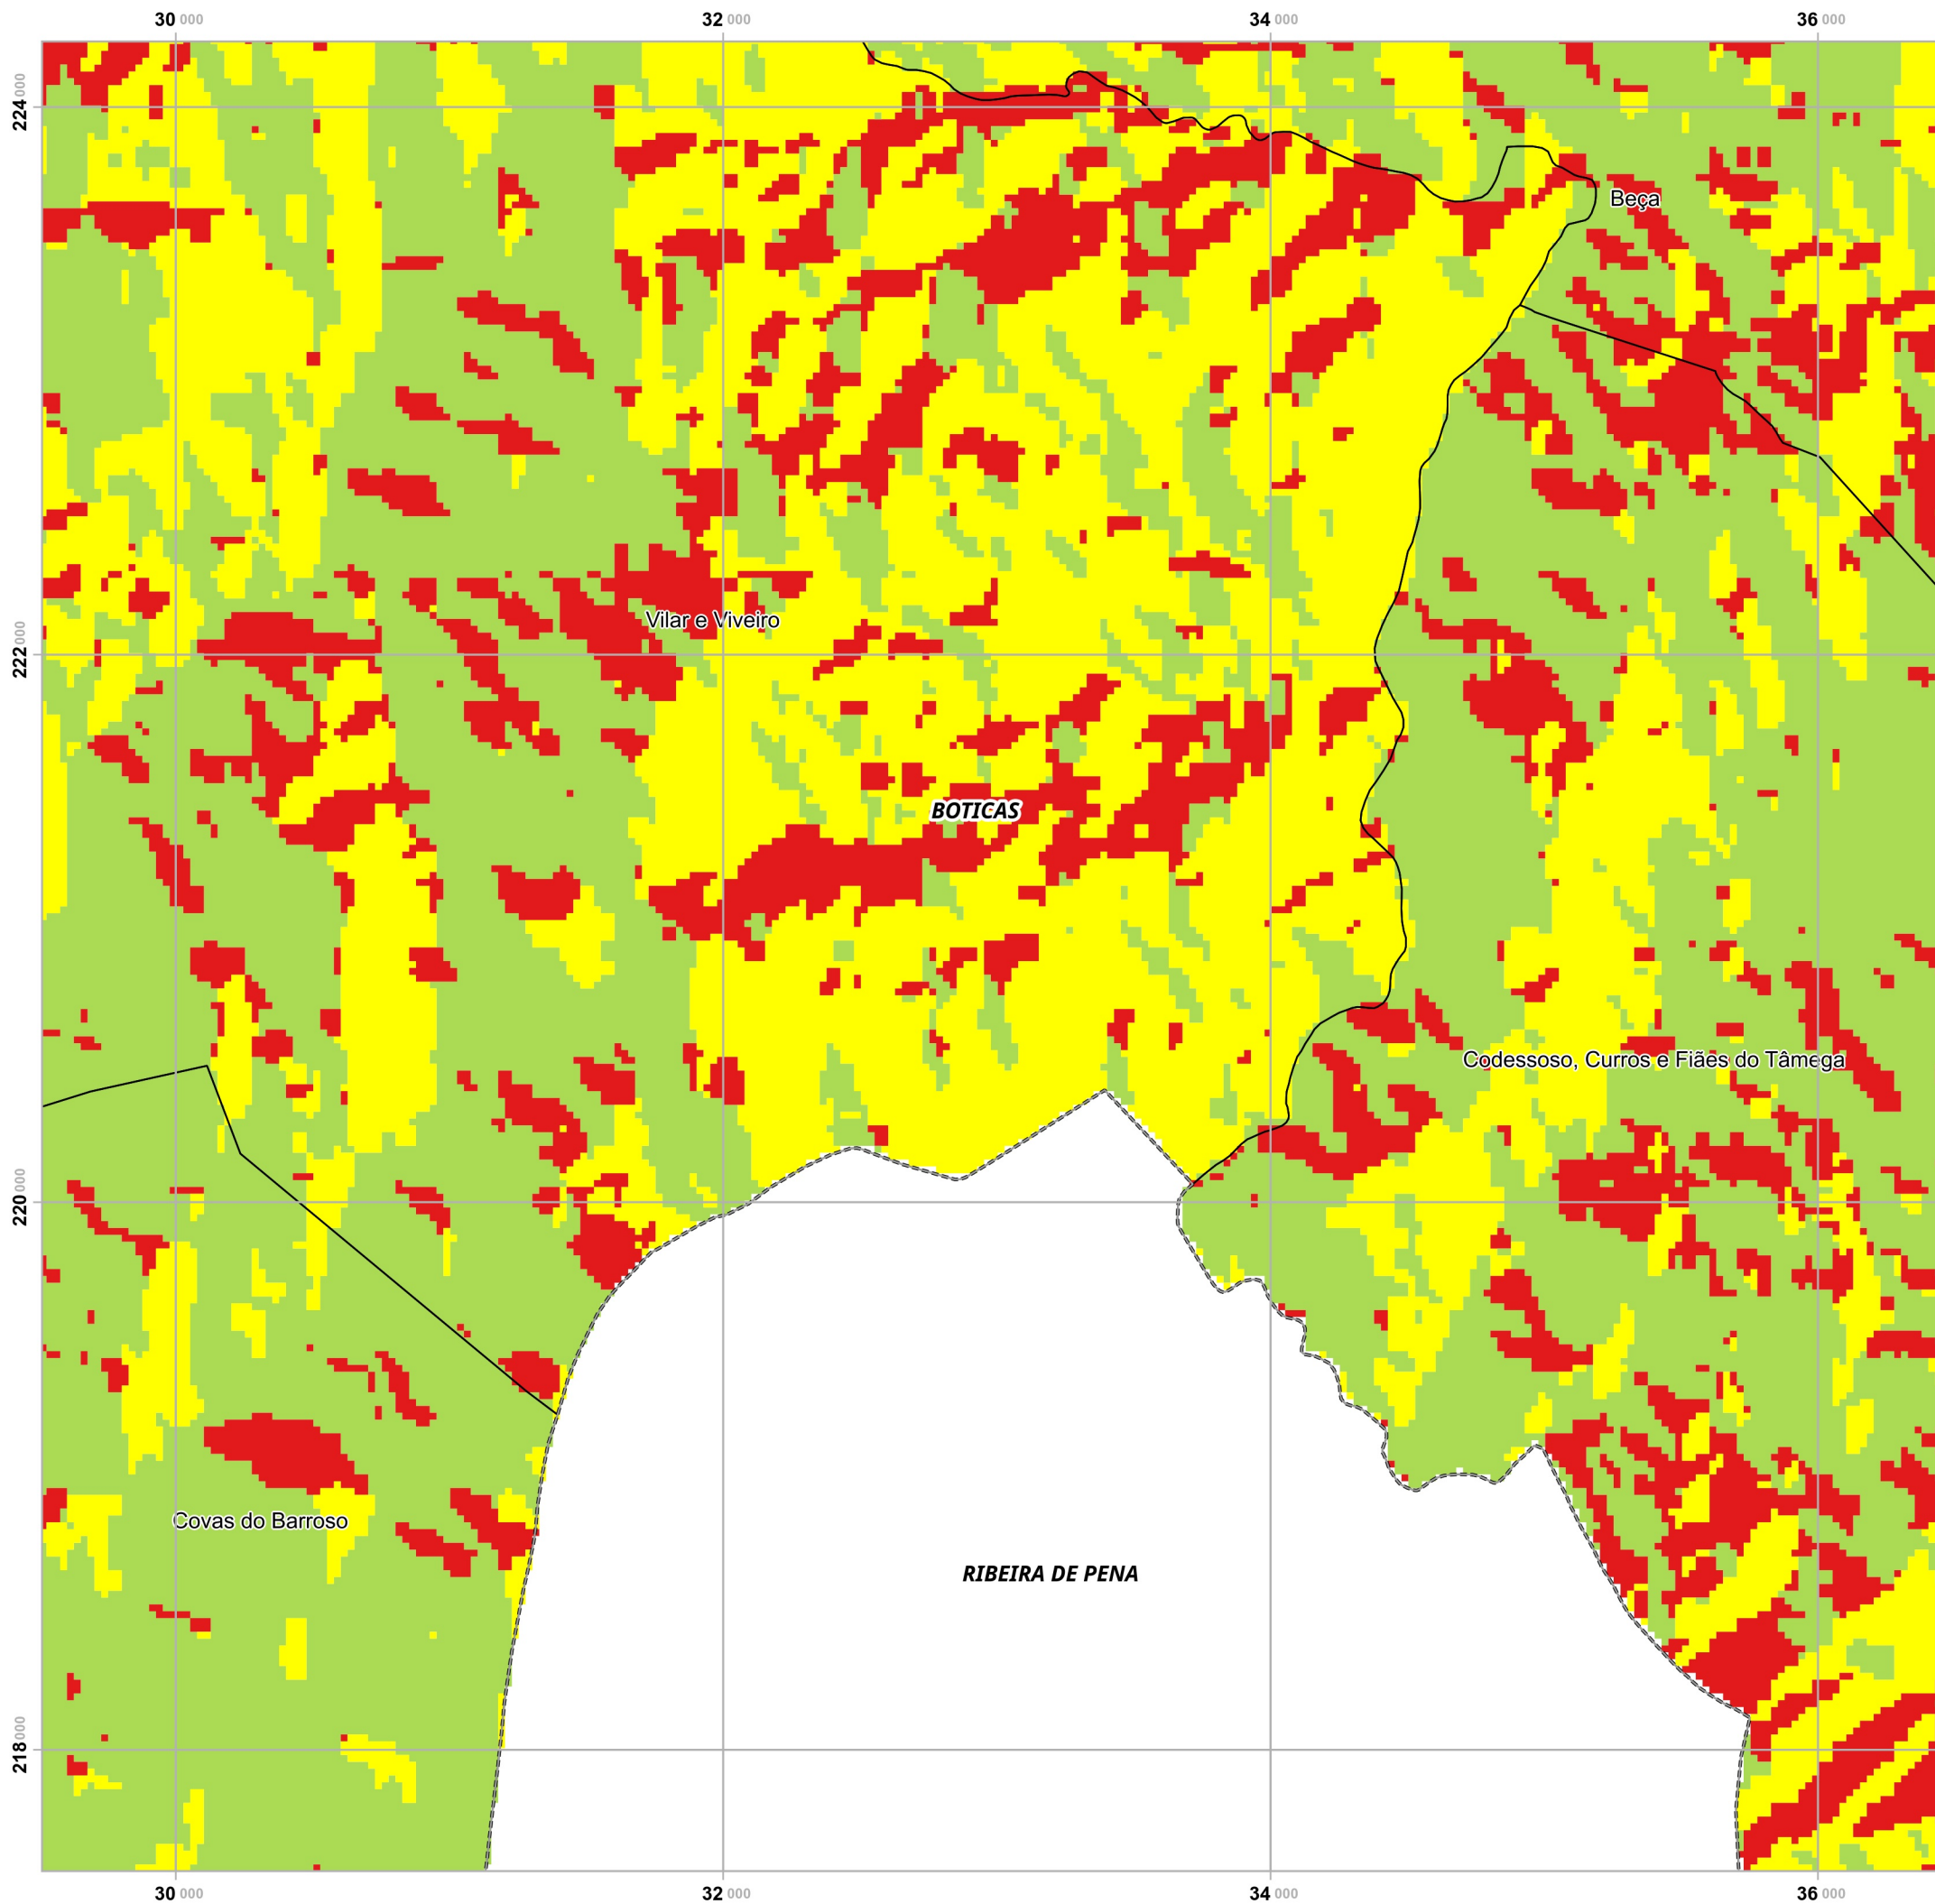 30 000 32 000 34 000 36 000
224 000
Beça
Vilar e Viveiro
222 000
BOTICAS
Codessoso, Curros e Fiães do Tâmega
220 000
Covas do Barroso
RIBEIRA DE PENA
218 000
30 000 32 000 34 000 36 000